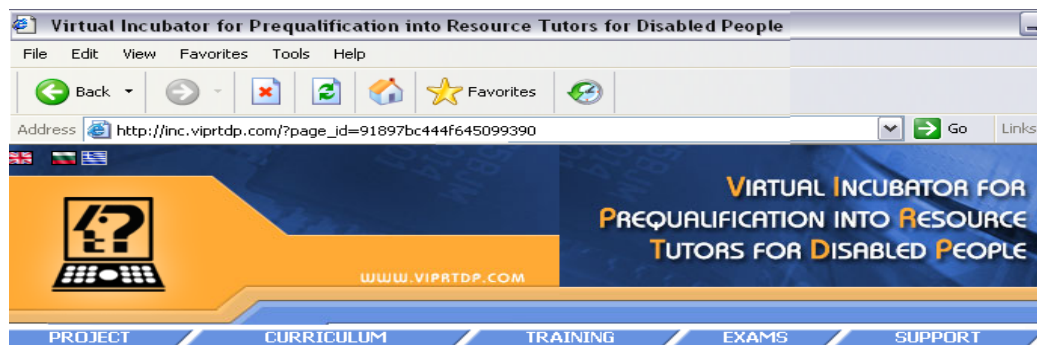 Virtual Incubator for Prequalification into Resource Tutors for Disabled People
File Edit View Favorites Tools Help
Back Favorites
Address http://inc.viprtdp.com/?page_id=91897bc444f645099390 Go Links
VIRTUAL INCUBATOR FOR
PREQUALIFICATION INTO RESOURCE
TUTORS FOR DISABLED PEOPLE
WWW.VIPRTDP.COM
PROJECT CURRICULUM TRAINING EXAMS SUPPORT